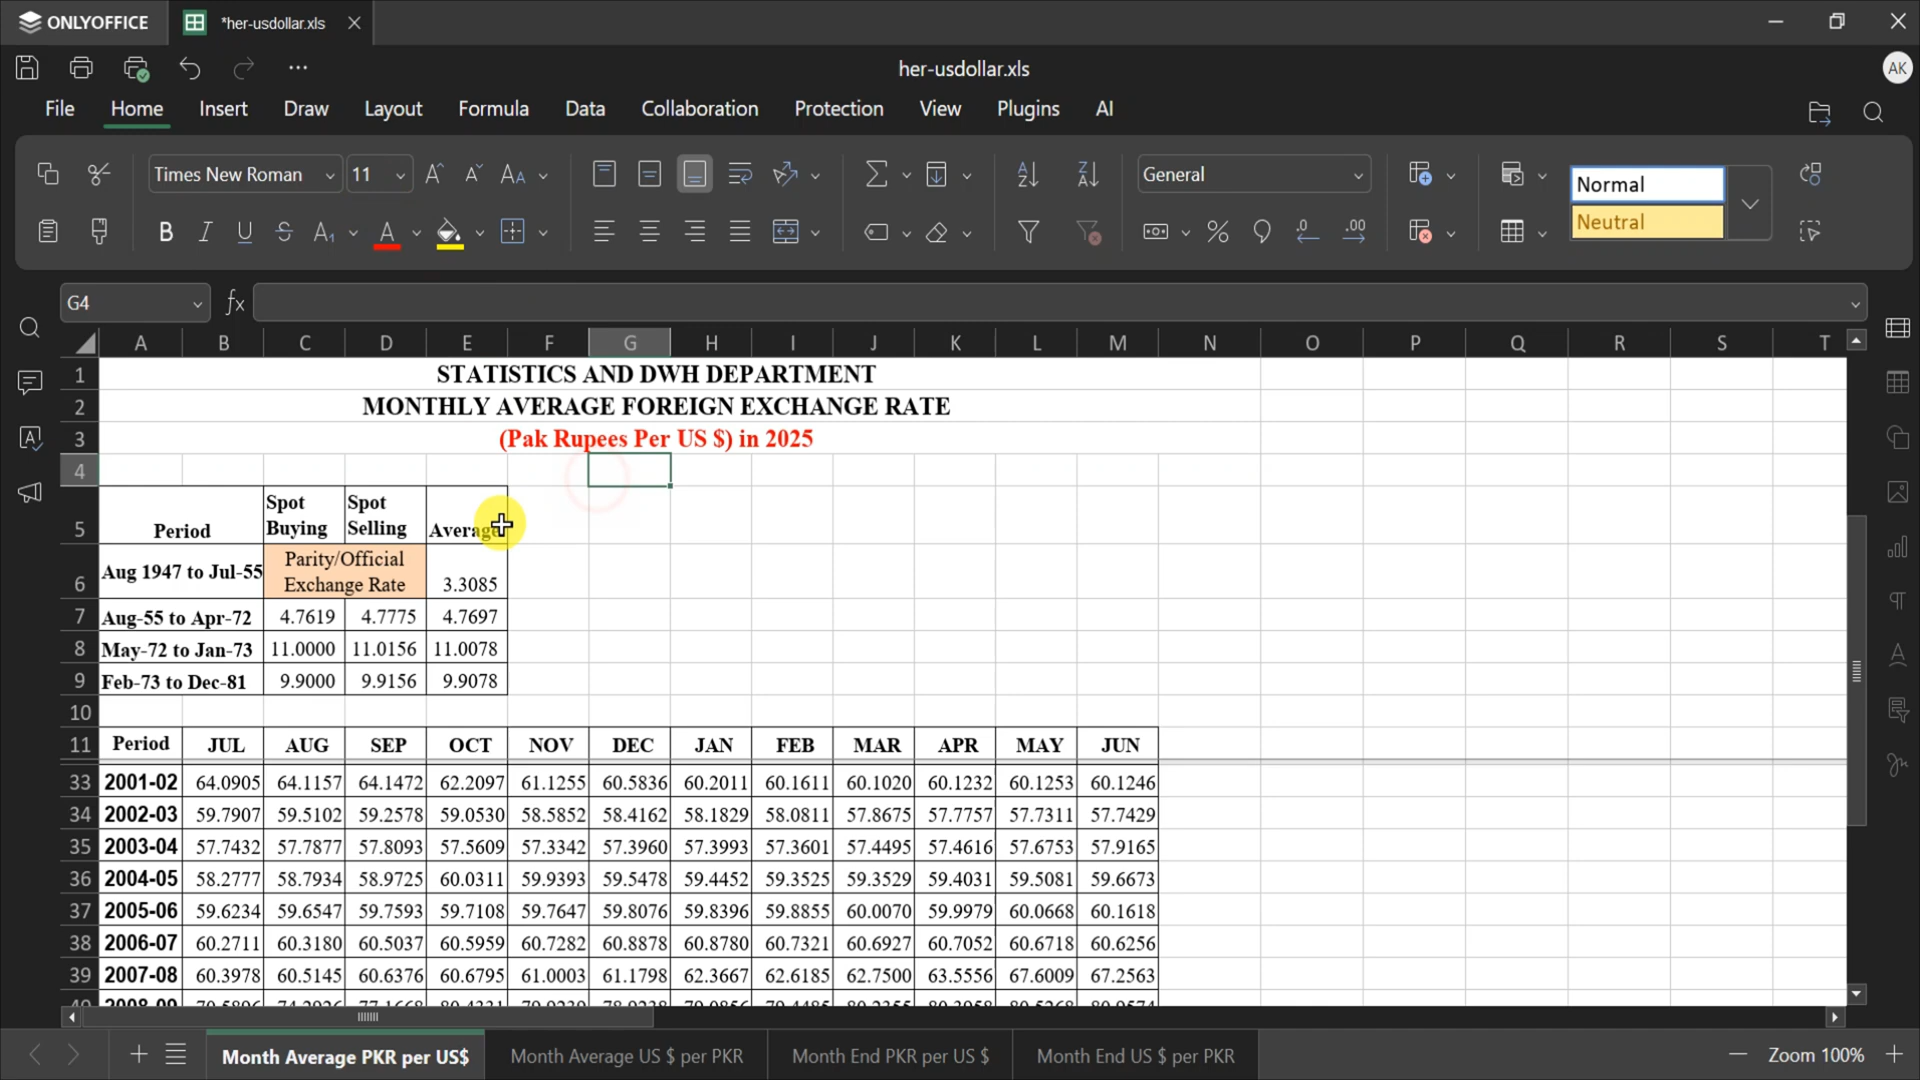 ONLYOFFICE *her-usdollar.xls
her-usdollar.xls AK
File Home Insert Draw Layout Formula Data Collaboration Protection View Plugins AI
Times New Roman 11 General Normal
Neutral
G4
A B C D E F G H I J K L M N O P Q R S T
1 STATISTICS AND DWH DEPARTMENT
2 MONTHLY AVERAGE FOREIGN EXCHANGE RATE
3 (Pak Rupees Per US $) in 2025
4
5 Period Spot Buying Spot Selling Average
6 Aug 1947 to Jul-55 Parity/Official Exchange Rate 3.3085
7 Aug-55 to Apr-72 4.7619 4.7775 4.7697
8 May-72 to Jan-73 11.0000 11.0156 11.0078
9 Feb-73 to Dec-81 9.9000 9.9156 9.9078
10
11 Period JUL AUG SEP OCT NOV DEC JAN FEB MAR APR MAY JUN
33 2001-02 64.0905 64.1157 64.1472 62.2097 61.1255 60.5836 60.2011 60.1611 60.1020 60.1232 60.1253 60.1246
34 2002-03 59.7907 59.5102 59.2578 59.0530 58.5852 58.4162 58.1829 58.0811 57.8675 57.7757 57.7311 57.7429
35 2003-04 57.7432 57.7877 57.8093 57.5609 57.3342 57.3960 57.3993 57.3601 57.4495 57.4616 57.6753 57.9165
36 2004-05 58.2777 58.7934 58.9725 60.0311 59.9393 59.5478 59.4452 59.3525 59.3529 59.4031 59.5081 59.6673
37 2005-06 59.6234 59.6547 59.7593 59.7108 59.7647 59.8076 59.8396 59.8855 60.0070 59.9979 60.0668 60.1618
38 2006-07 60.2711 60.3180 60.5037 60.5959 60.7282 60.8878 60.8780 60.7321 60.6927 60.7052 60.6718 60.6256
39 2007-08 60.3978 60.5145 60.6376 60.6795 61.0003 61.1798 62.3667 62.6185 62.7500 63.5556 67.6009 67.2563
Month Average PKR per US$ Month Average US $ per PKR Month End PKR per US $ Month End US $ per PKR Zoom 100%